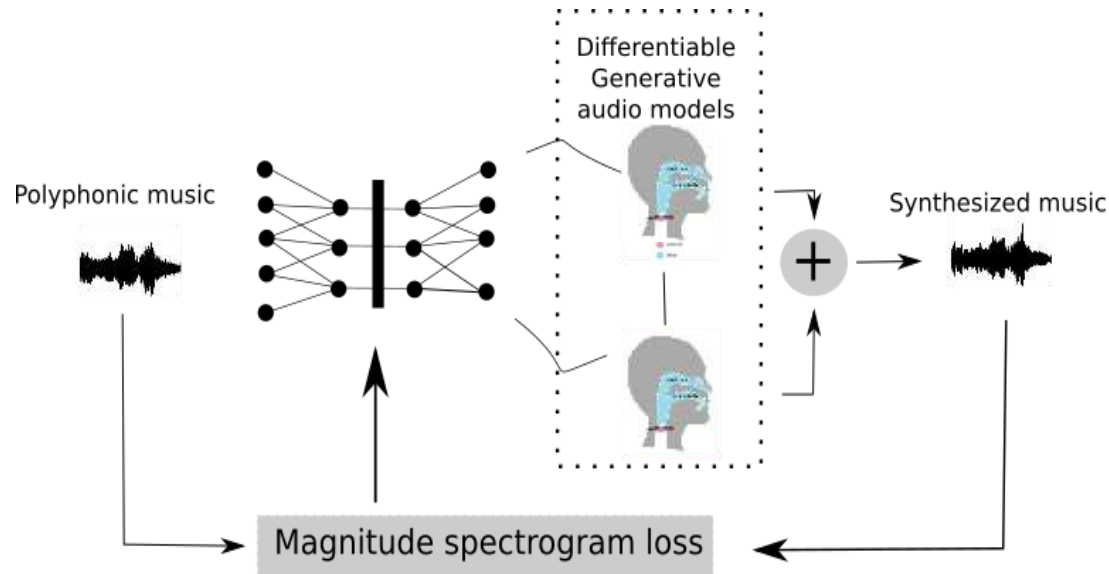 Differentiable
Generative
audio models
Polyphonic music
Synthesized music
+
Magnitude spectrogram loss